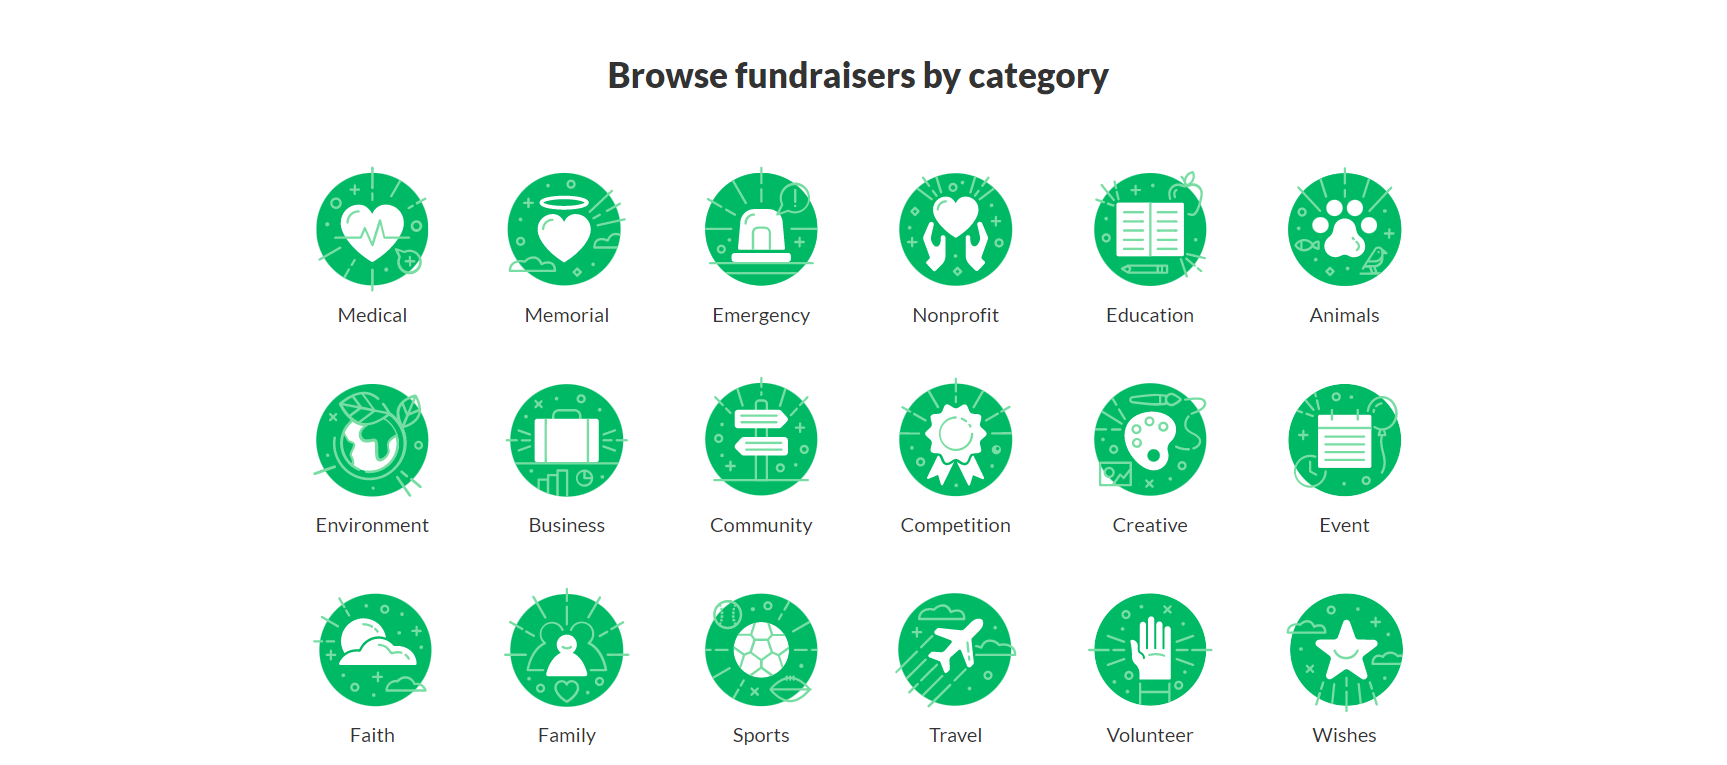 Browse fundraisers by category
Medical
Memorial
Emergency
Nonprofit
Education
Animals
Environment
Business
Community
Competition
Creative
Event
Faith
Family
Sports
Travel
Volunteer
Wishes